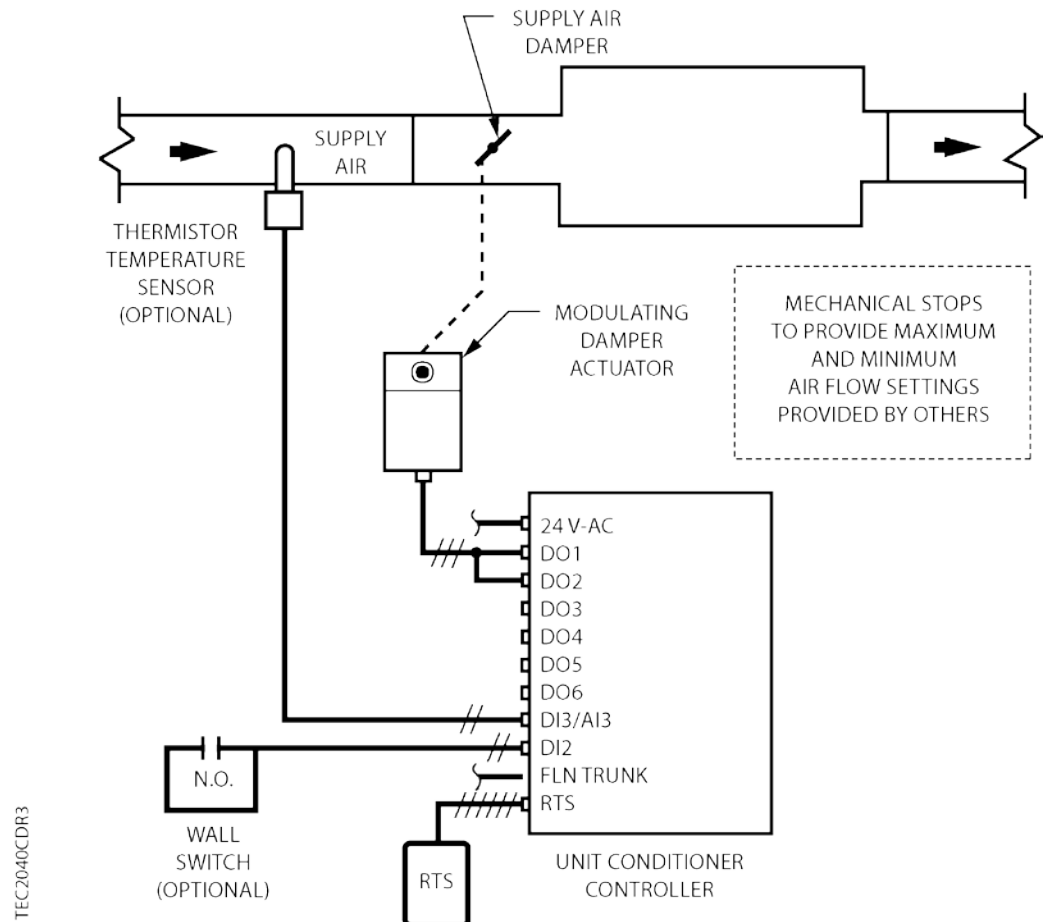 SUPPLY AIR
DAMPER
SUPPLY
AIR
THERMISTOR
TEMPERATURE
SENSOR
(OPTIONAL)
MODULATING
DAMPER
ACTUATOR
MECHANICAL STOPS
TO PROVIDE MAXIMUM
AND MINIMUM
AIR FLOW SETTINGS
PROVIDED BY OTHERS
24 V-AC
DO1
DO2
DO3
DO4
DO5
DO6
DI3/AI3
DI2
FLN TRUNK
RTS
N.O.
WALL
SWITCH
(OPTIONAL)
RTS
UNIT CONDITIONER
CONTROLLER
TEC2040CDR3